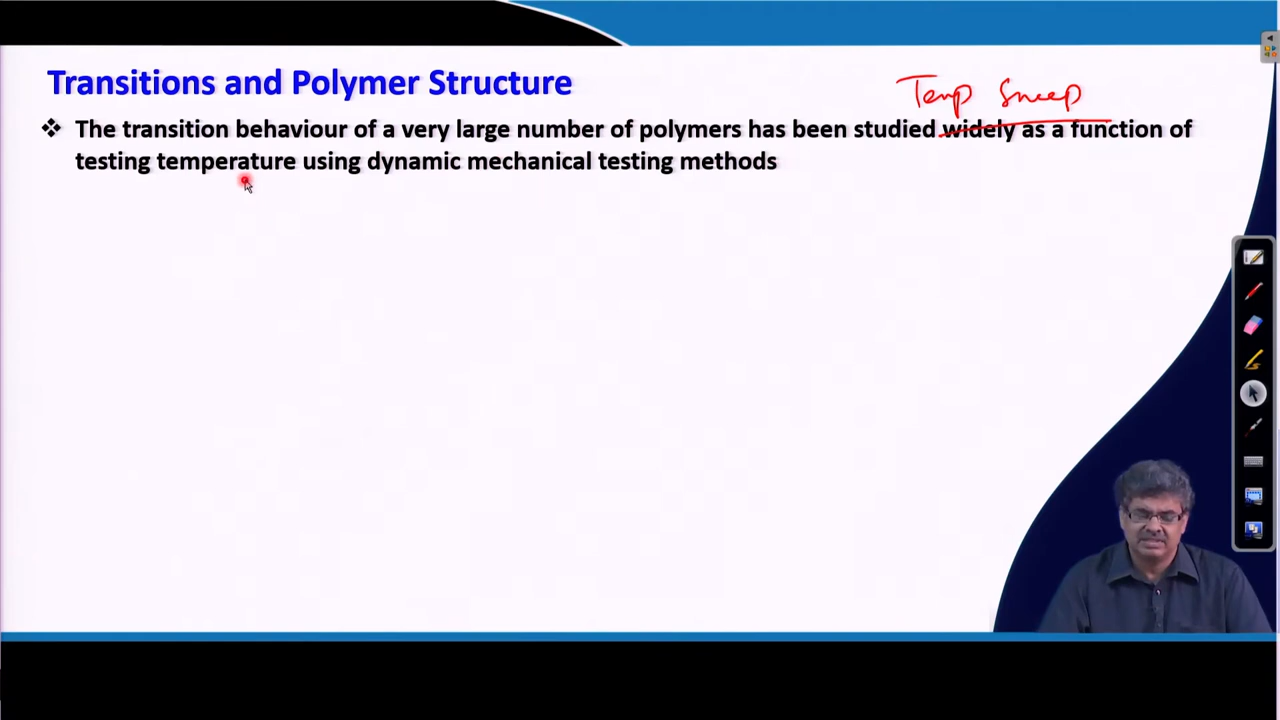 Transitions and Polymer Structure
Temp Sweep
❖ The transition behaviour of a very large number of polymers has been studied widely as a function of
testing temperature using dynamic mechanical testing methods